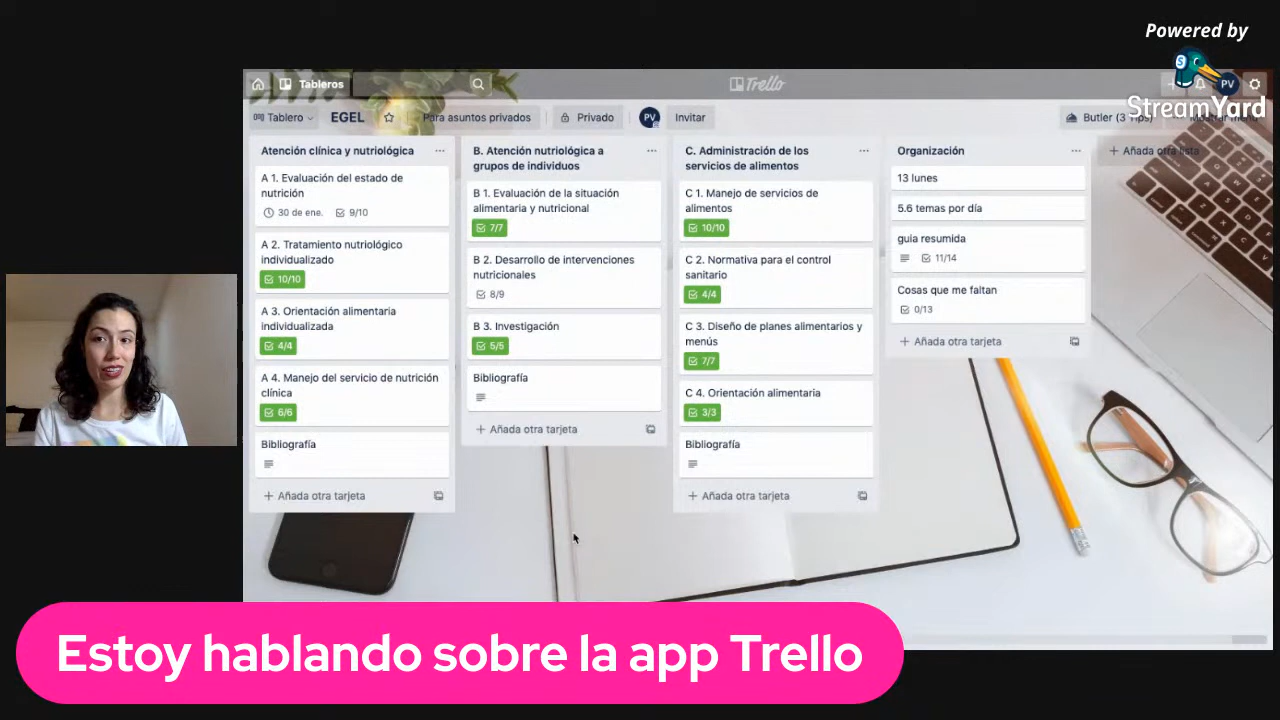 Powered by
StreamYard
Tableros
Trello
PV
Tablero
EGEL
Para asuntos privados
Privado
PV
Invitar
Butler (3 Tips)
Mostrar menú
Atención clínica y nutriológica
A 1. Evaluación del estado de
nutrición
30 de ene.
9/10
A 2. Tratamiento nutriológico
individualizado
10/10
A 3. Orientación alimentaria
individualizada
4/4
A 4. Manejo del servicio de nutrición
clínica
6/6
Bibliografía
+ Añada otra tarjeta
B. Atención nutriológica a
grupos de individuos
B 1. Evaluación de la situación
alimentaria y nutricional
7/7
B 2. Desarrollo de intervenciones
nutricionales
8/9
B 3. Investigación
5/5
Bibliografía
+ Añada otra tarjeta
C. Administración de los
servicios de alimentos
C 1. Manejo de servicios de
alimentos
10/10
C 2. Normativa para el control
sanitario
4/4
C 3. Diseño de planes alimentarios y
menús
7/7
C 4. Orientación alimentaria
3/3
Bibliografía
+ Añada otra tarjeta
Organización
13 lunes
5.6 temas por día
guia resumida
11/14
Cosas que me faltan
0/13
+ Añada otra tarjeta
+ Añada otra lista
Estoy hablando sobre la app Trello